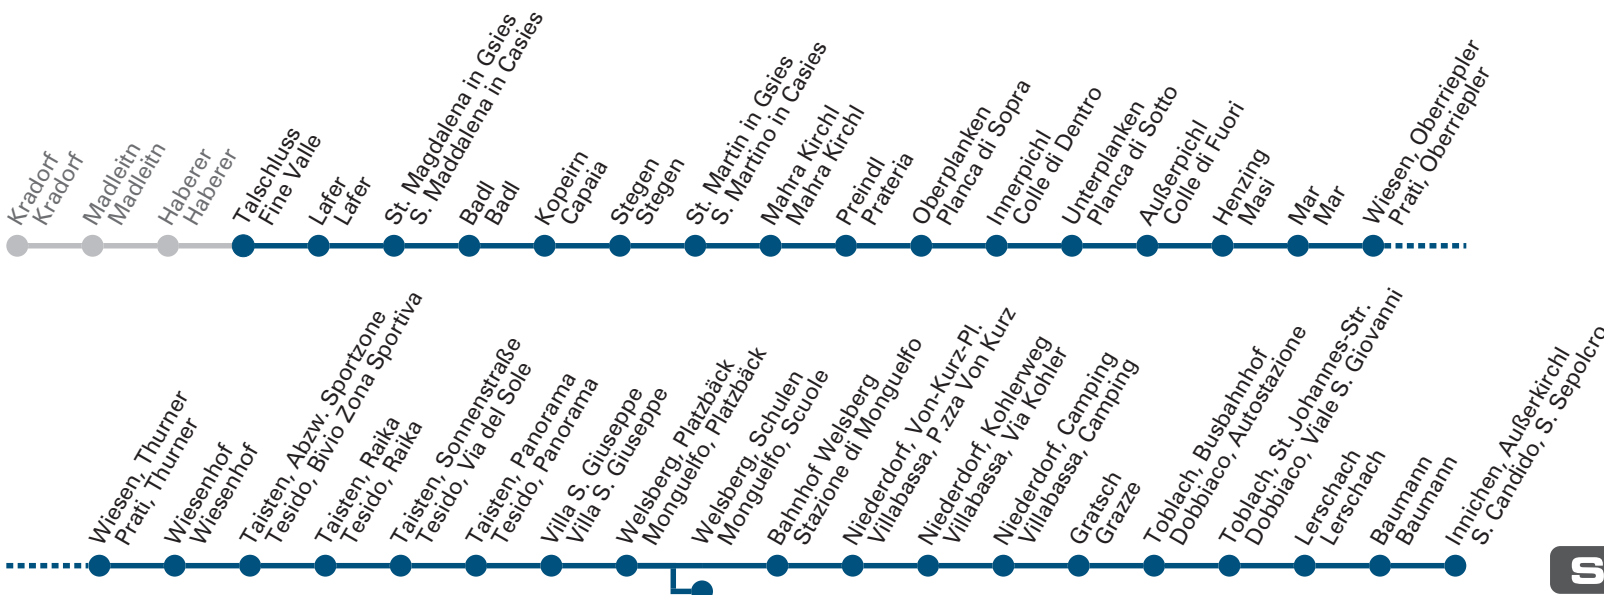 Kradorf
Kradorf
Madleitn
Madleitn
Haberer
Haberer
Talschluss
Fine Valle
Lafer
Lafer
St. Magdalena in Gsies
S. Maddalena in Casies
Badl
Badl
Kopeirn
Capaia
Stegen
Stegen
St. Martin in Gsies
S. Martino in Casies
Mahra Kirchl
Mahra Kirchl
Preindl
Prateria
Oberplanken
Planca di Sopra
Innerpichl
Colle di Dentro
Unterplanken
Planca di Sotto
Außerpichl
Colle di Fuori
Henzing
Masi
Mar
Mar
Wiesen, Oberriepler
Prati, Oberriepler
Wiesen, Thurner
Prati, Thurner
Wiesenhof
Wiesenhof
Taisten, Abzw. Sportzone
Tesido, Bivio Zona Sportiva
Taisten, Raika
Tesido, Raika
Taisten, Sonnenstraße
Tesido, Via del Sole
Taisten, Panorama
Tesido, Panorama
Villa S. Giuseppe
Villa S. Giuseppe
Welsberg, Platzbäck
Monguelfo, Platzbäck
Welsberg, Schulen
Monguelfo, Scuole
Bahnhof Welsberg
Stazione di Monguelfo
Niederdorf, Von-Kurz-Pl.
Villabassa, P.zza Von Kurz
Niederdorf, Kohlerweg
Villabassa, Via Kohler
Niederdorf, Camping
Villabassa, Camping
Gratsch
Grazze
Toblach, Busbahnhof
Dobbiaco, Autostazione
Toblach, St. Johannes-Str.
Dobbiaco, Viale S. Giovanni
Lerschach
Lerschach
Baumann
Baumann
Innichen, Außerkirchl
S. Candido, S. Sepolcro
S